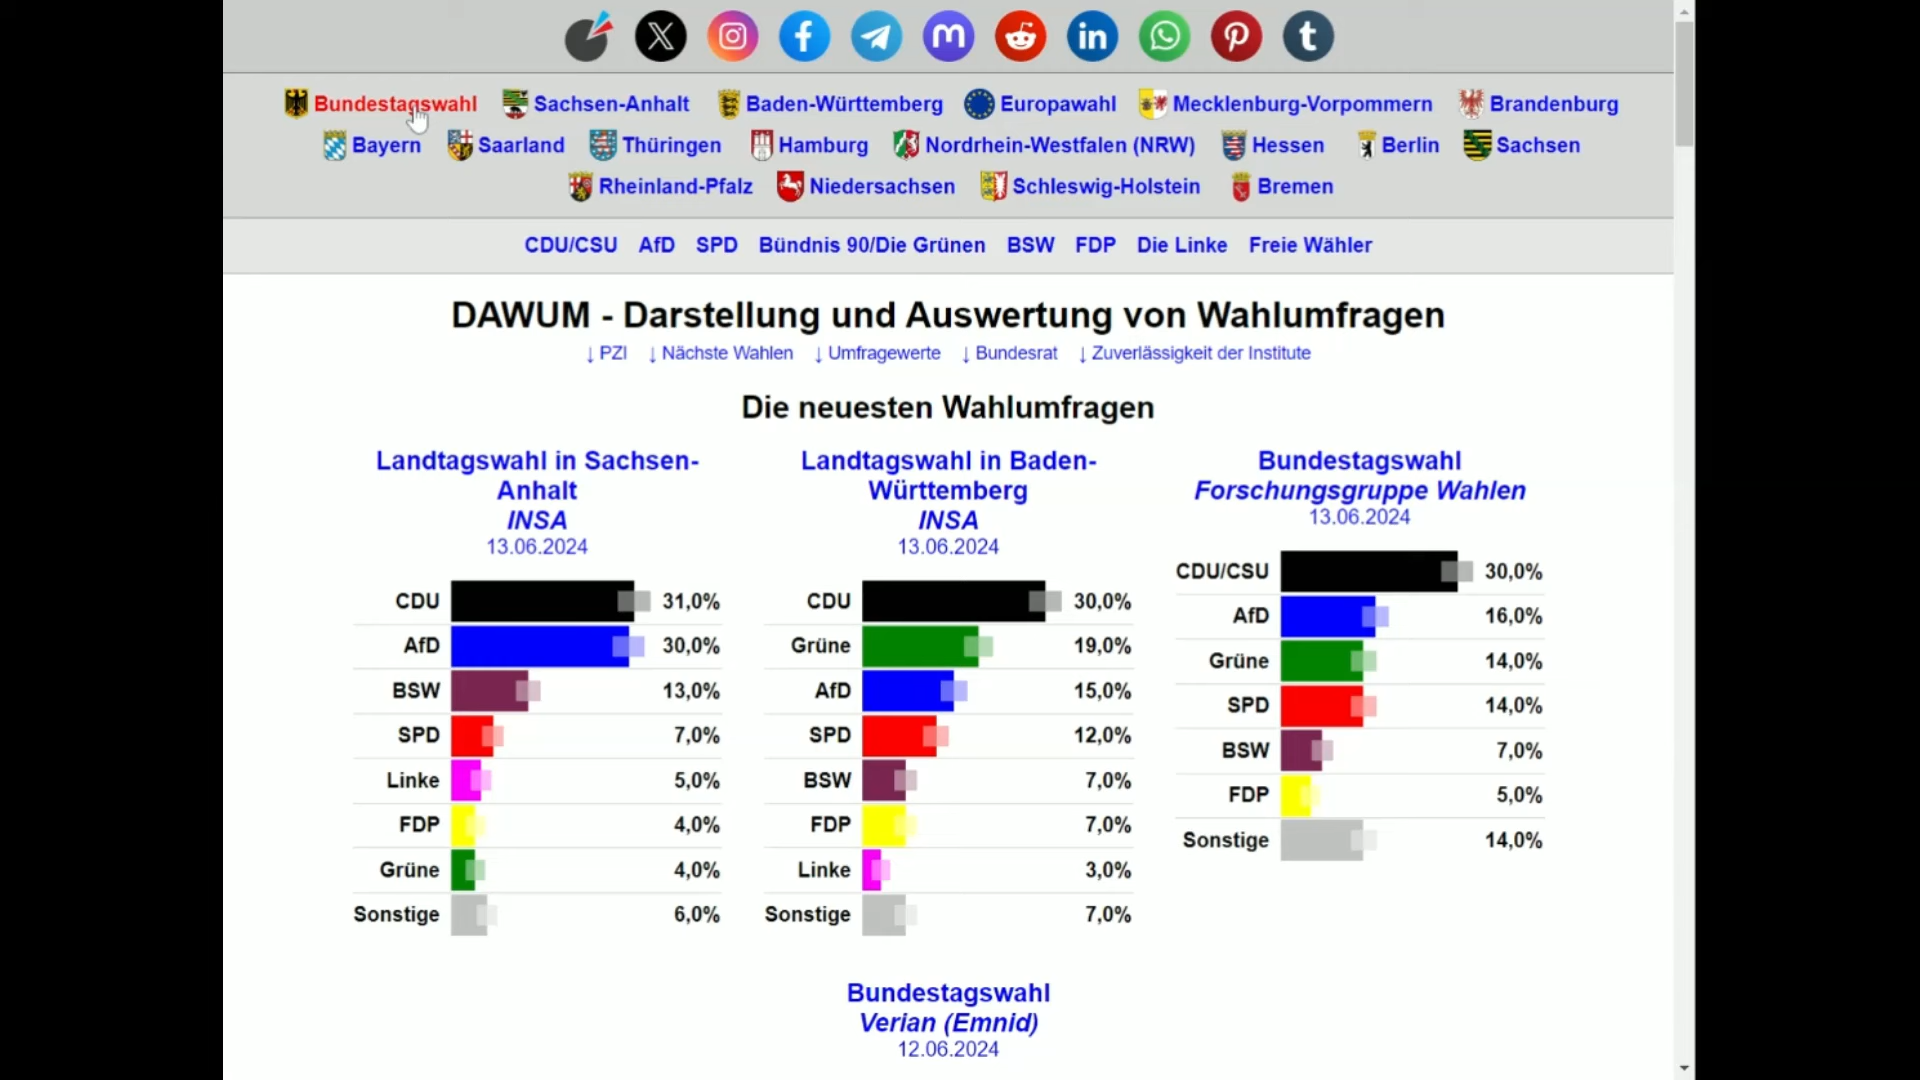 Bundestagswahl Sachsen-Anhalt Baden-Württemberg Europawahl Mecklenburg-Vorpommern Brandenburg
Bayern Saarland Thüringen Hamburg Nordrhein-Westfalen (NRW) Hessen Berlin Sachsen
Rheinland-Pfalz Niedersachsen Schleswig-Holstein Bremen
CDU/CSU AfD SPD Bündnis 90/Die Grünen BSW FDP Die Linke Freie Wähler
DAWUM - Darstellung und Auswertung von Wahlumfragen
↓ PZI ↓ Nächste Wahlen ↓ Umfragewerte ↓ Bundesrat ↓ Zuverlässigkeit der Institute
Die neuesten Wahlumfragen
Landtagswahl in Sachsen-
Anhalt
INSA
13.06.2024
CDU 31,0%
AfD 30,0%
BSW 13,0%
SPD 7,0%
Linke 5,0%
FDP 4,0%
Grüne 4,0%
Sonstige 6,0%
Landtagswahl in Baden-
Württemberg
INSA
13.06.2024
CDU 30,0%
Grüne 19,0%
AfD 15,0%
SPD 12,0%
BSW 7,0%
FDP 7,0%
Linke 3,0%
Sonstige 7,0%
Bundestagswahl
Forschungsgruppe Wahlen
13.06.2024
CDU/CSU 30,0%
AfD 16,0%
Grüne 14,0%
SPD 14,0%
BSW 7,0%
FDP 5,0%
Sonstige 14,0%
Bundestagswahl
Verian (Emnid)
12.06.2024